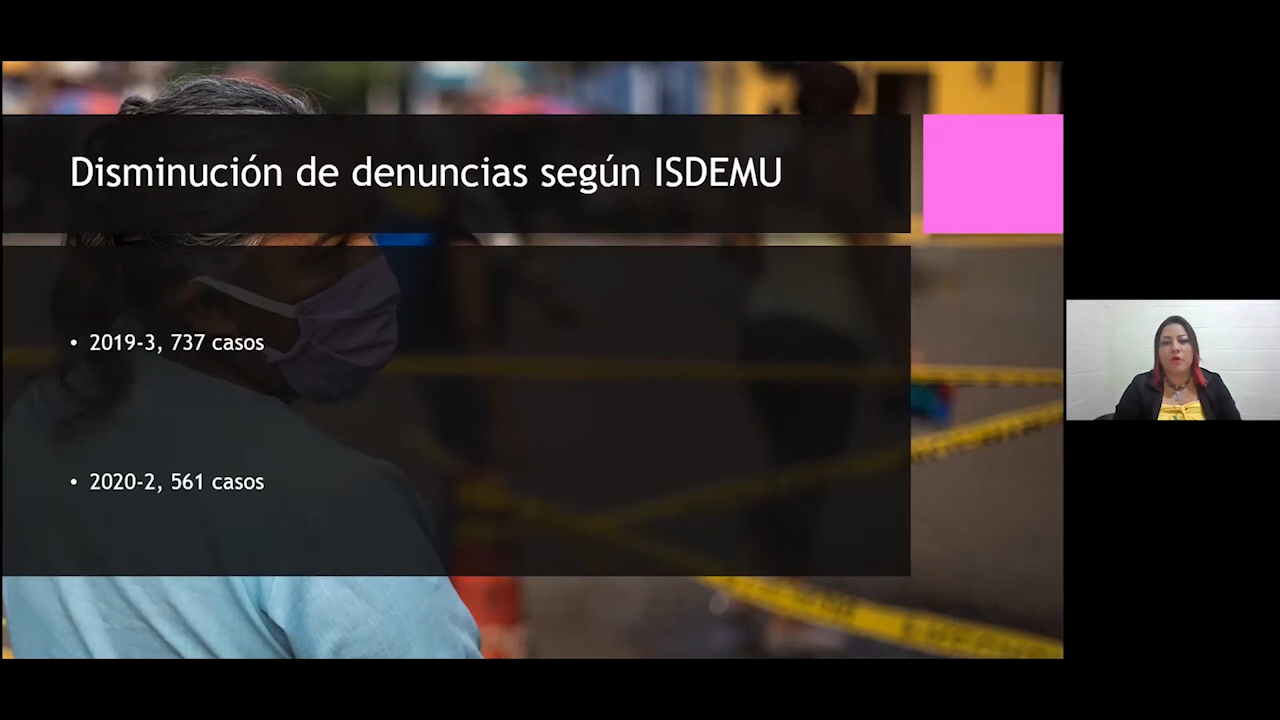 Disminución de denuncias según ISDEMU
• 2019-3, 737 casos
• 2020-2, 561 casos